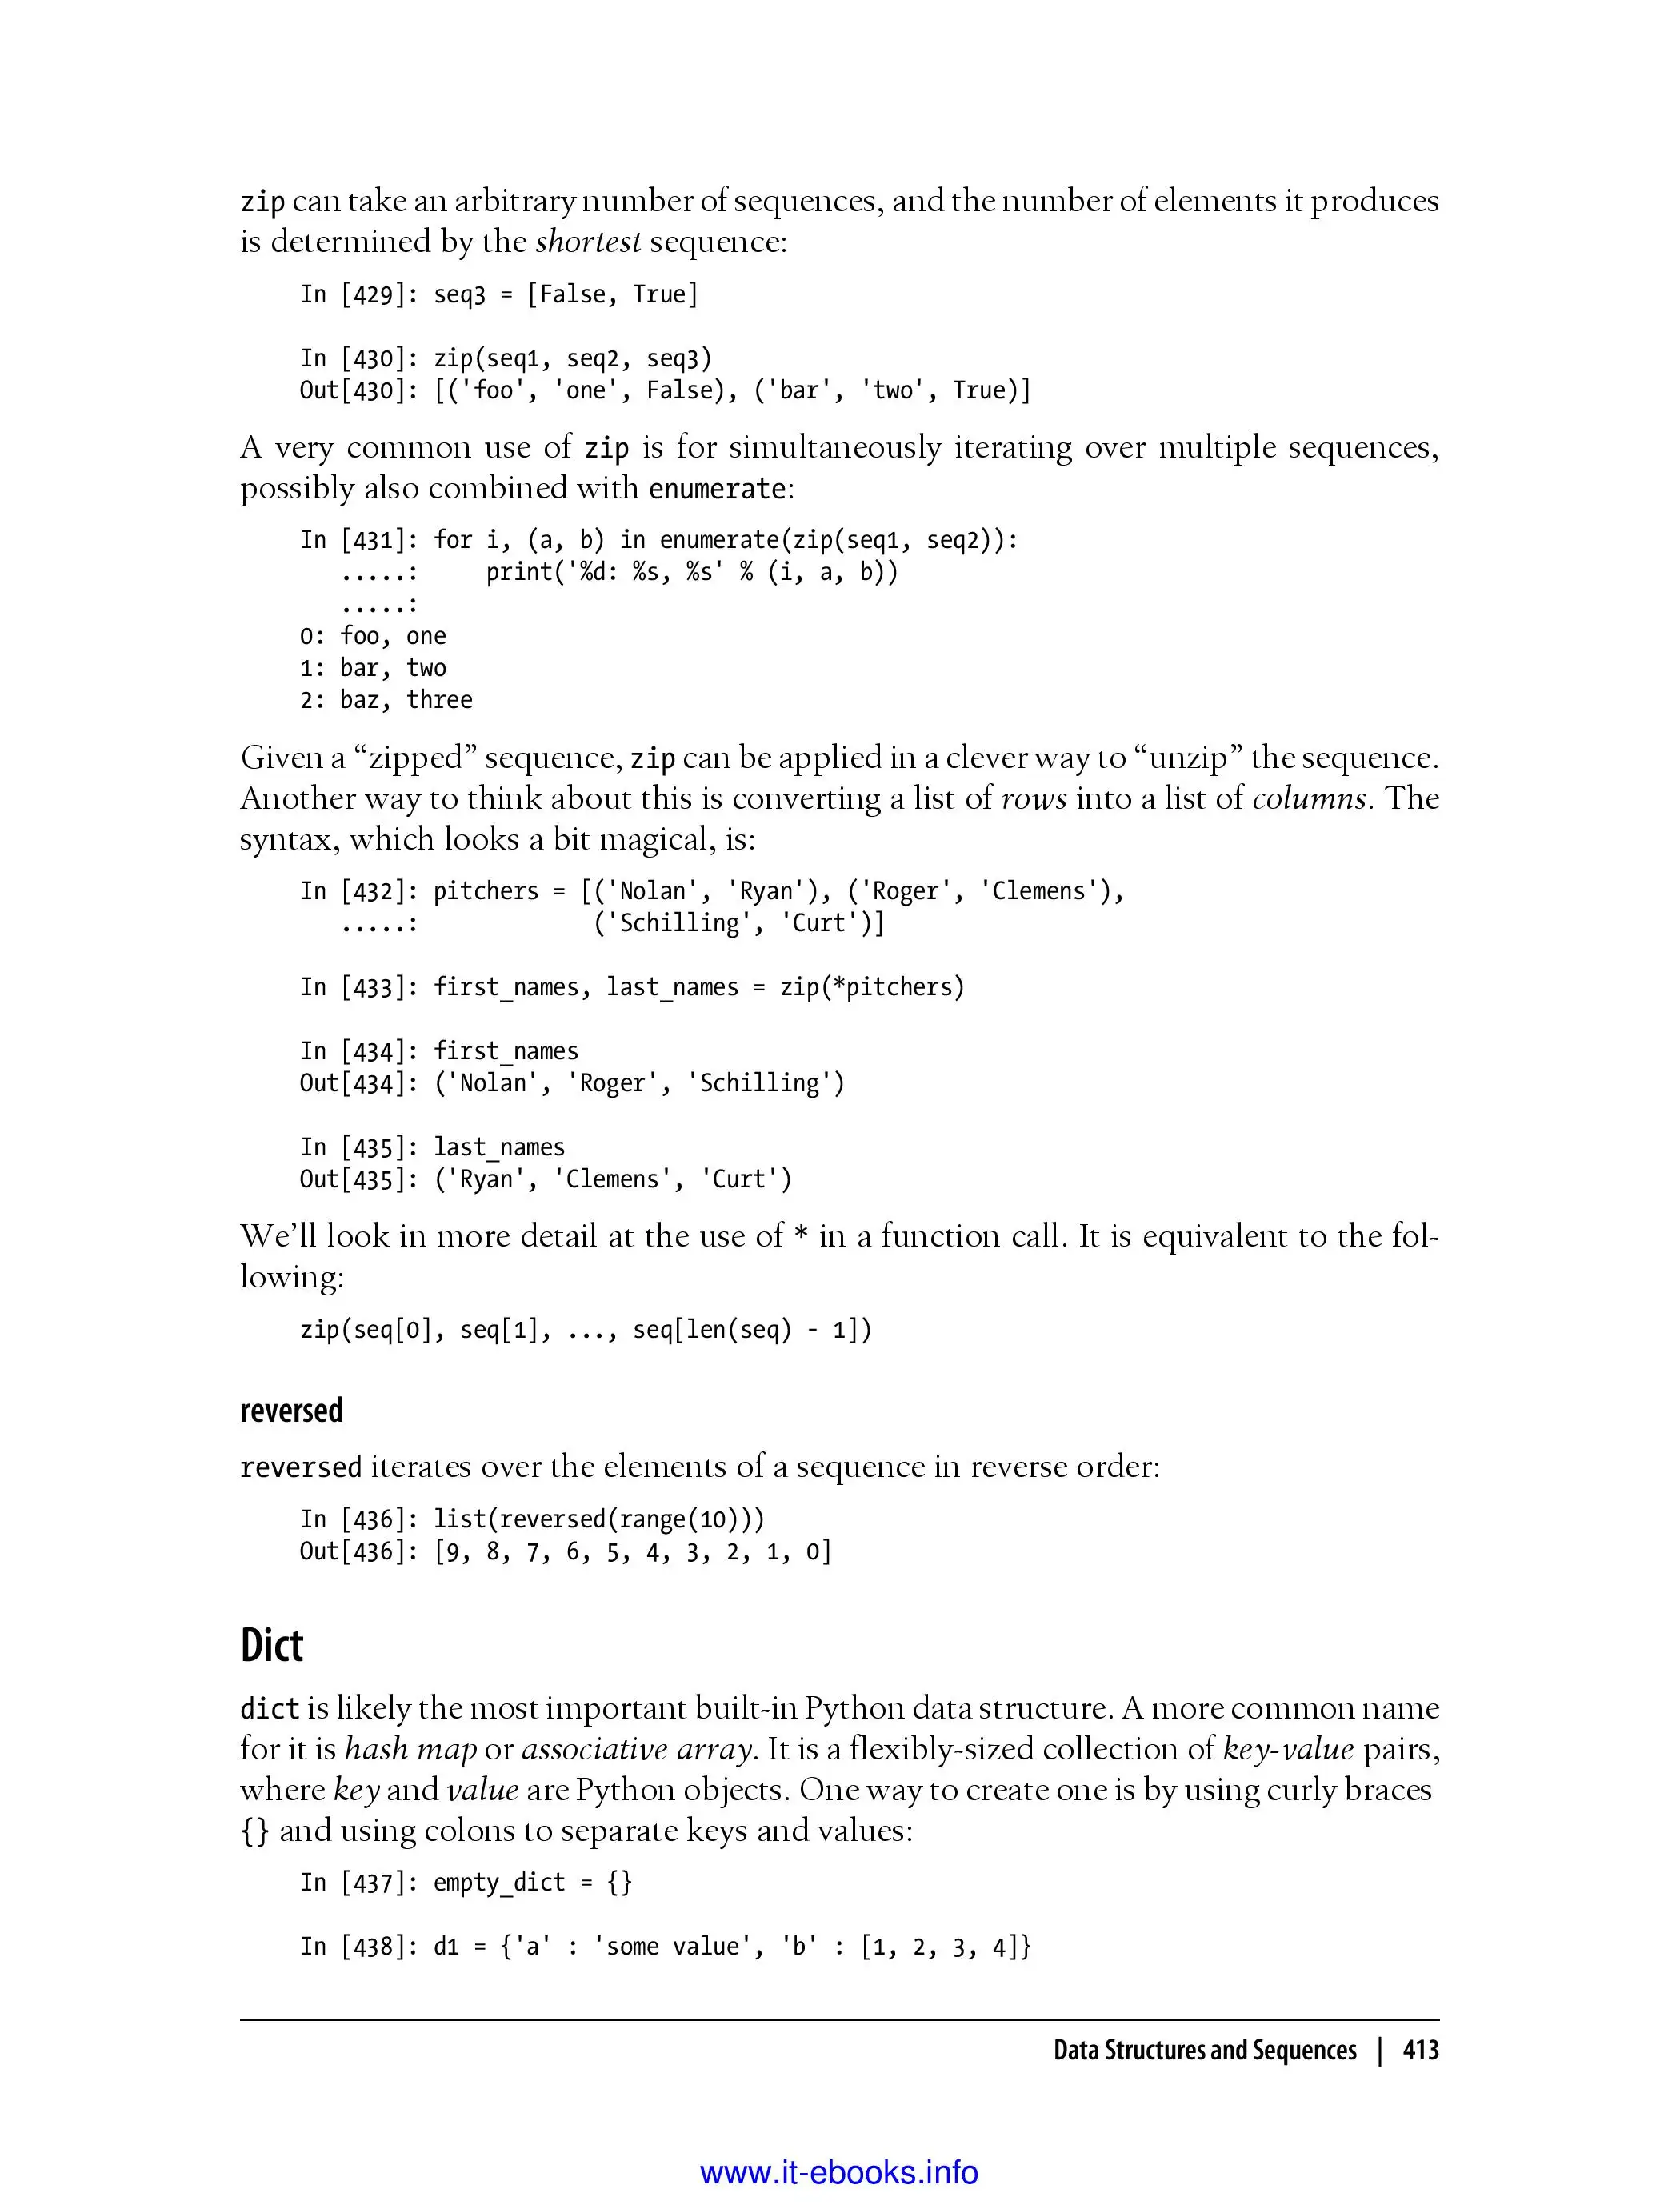 zip can take an arbitrary number of sequences, and the number of elements it produces
is determined by the shortest sequence:
In [429]: seq3 = [False, True]
In [430]: zip(seq1, seq2, seq3)
Out[430]: [('foo', 'one', False), ('bar', 'two', True)]
A very common use of zip is for simultaneously iterating over multiple sequences,
possibly also combined with enumerate:
In [431]: for i, (a, b) in enumerate(zip(seq1, seq2)):
.....:     print('%d: %s, %s' % (i, a, b))
.....:
0: foo, one
1: bar, two
2: baz, three
Given a “zipped” sequence, zip can be applied in a clever way to “unzip” the sequence.
Another way to think about this is converting a list of rows into a list of columns. The
syntax, which looks a bit magical, is:
In [432]: pitchers = [('Nolan', 'Ryan'), ('Roger', 'Clemens'),
.....:             ('Schilling', 'Curt')]
In [433]: first_names, last_names = zip(*pitchers)
In [434]: first_names
Out[434]: ('Nolan', 'Roger', 'Schilling')
In [435]: last_names
Out[435]: ('Ryan', 'Clemens', 'Curt')
We’ll look in more detail at the use of * in a function call. It is equivalent to the fol-
lowing:
zip(seq[0], seq[1], ..., seq[len(seq) - 1])
reversed
reversed iterates over the elements of a sequence in reverse order:
In [436]: list(reversed(range(10)))
Out[436]: [9, 8, 7, 6, 5, 4, 3, 2, 1, 0]
Dict
dict is likely the most important built-in Python data structure. A more common name
for it is hash map or associative array. It is a flexibly-sized collection of key-value pairs,
where key and value are Python objects. One way to create one is by using curly braces
{} and using colons to separate keys and values:
In [437]: empty_dict = {}
In [438]: d1 = {'a' : 'some value', 'b' : [1, 2, 3, 4]}
Data Structures and Sequences | 413
www.it-ebooks.info